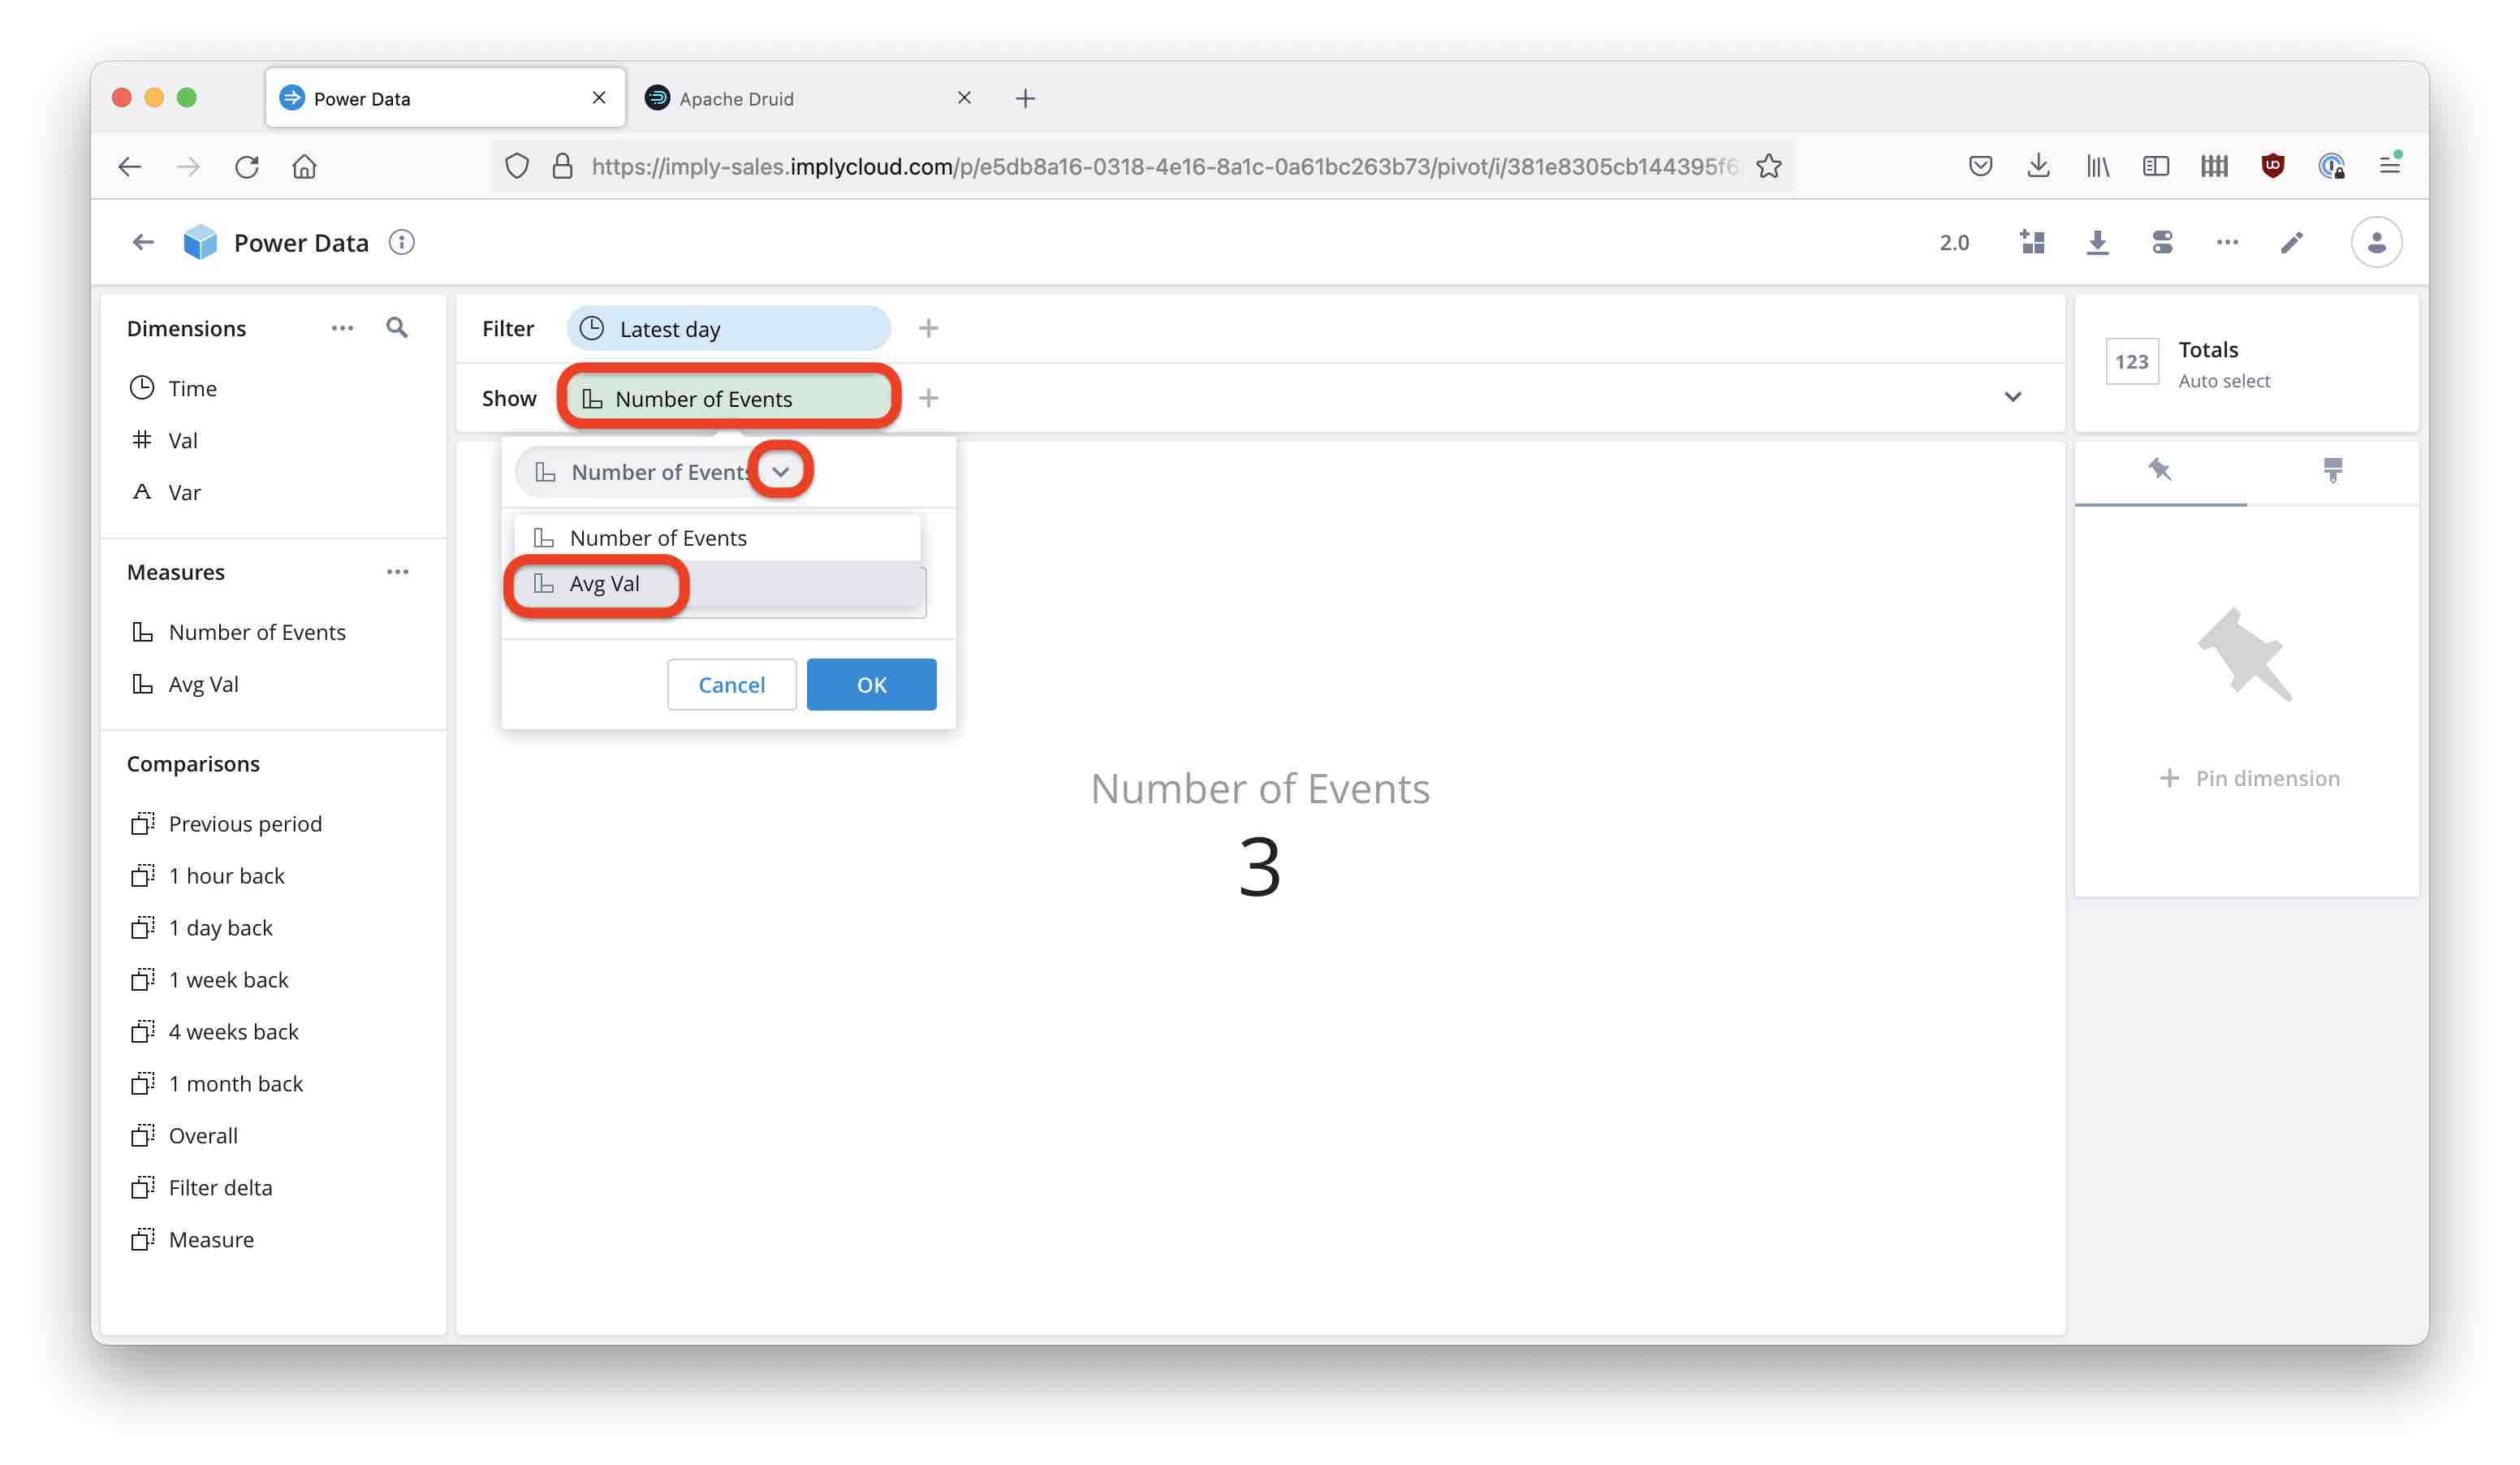 Power Data
Apache Druid
https://imply-sales.implycloud.com/p/e5db8a16-0318-4e16-8a1c-0a61bc263b73/pivot/i/381e8305cb144395f6
Power Data
2.0
Dimensions
Time
Val
Var
Measures
Number of Events
Avg Val
Comparisons
Previous period
1 hour back
1 day back
1 week back
4 weeks back
1 month back
Overall
Filter delta
Measure
Filter
Latest day
Show
Number of Events
Number of Events
Number of Events
Avg Val
Cancel
OK
Number of Events
3
123
Totals
Auto select
Pin dimension